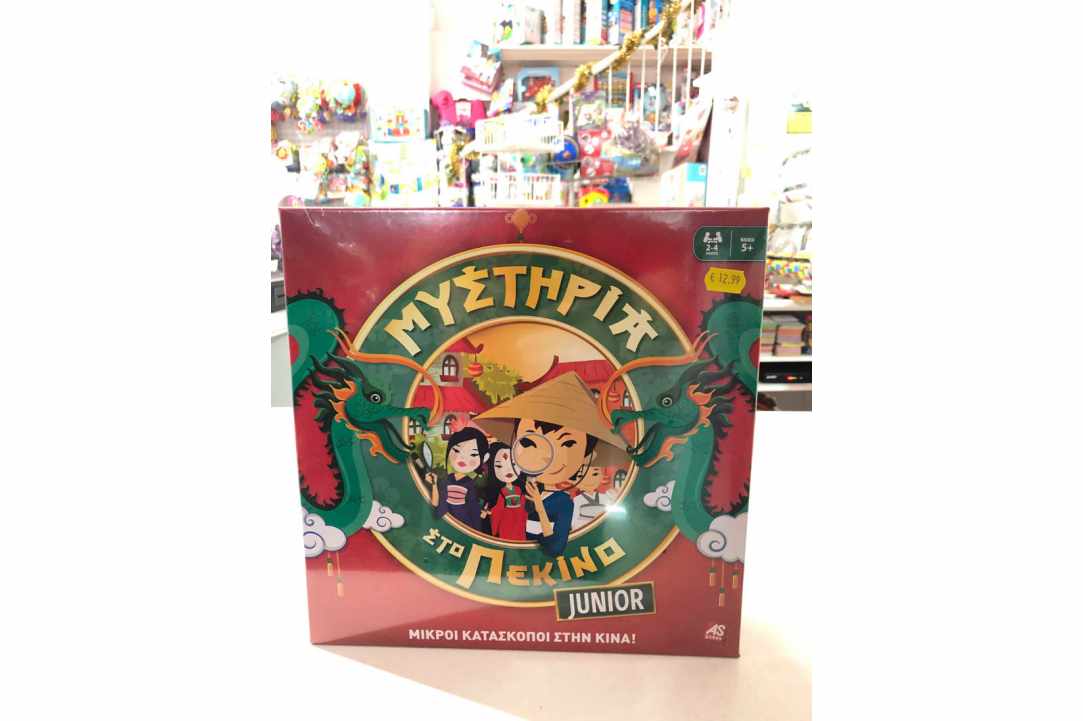 2-4
5+
€ 12,99
ΜΥΣΤΗΡΙΑ
ΣΤΟ
ΠΕΚΙΝΟ
JUNIOR
ΜΙΚΡΟΙ ΚΑΤΑΣΚΟΠΟΙ ΣΤΗΝ ΚΙΝΑ!
AS